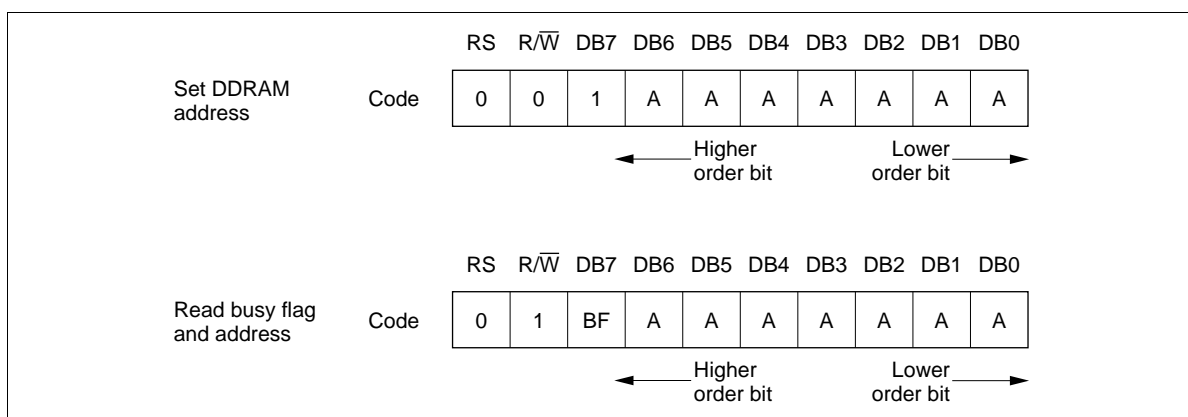 RS R/W̅ DB7 DB6 DB5 DB4 DB3 DB2 DB1 DB0
Set DDRAM
address
Code 0 0 1 A A A A A A A
Higher
order bit
Lower
order bit
RS R/W̅ DB7 DB6 DB5 DB4 DB3 DB2 DB1 DB0
Read busy flag
and address
Code 0 1 BF A A A A A A A
Higher
order bit
Lower
order bit